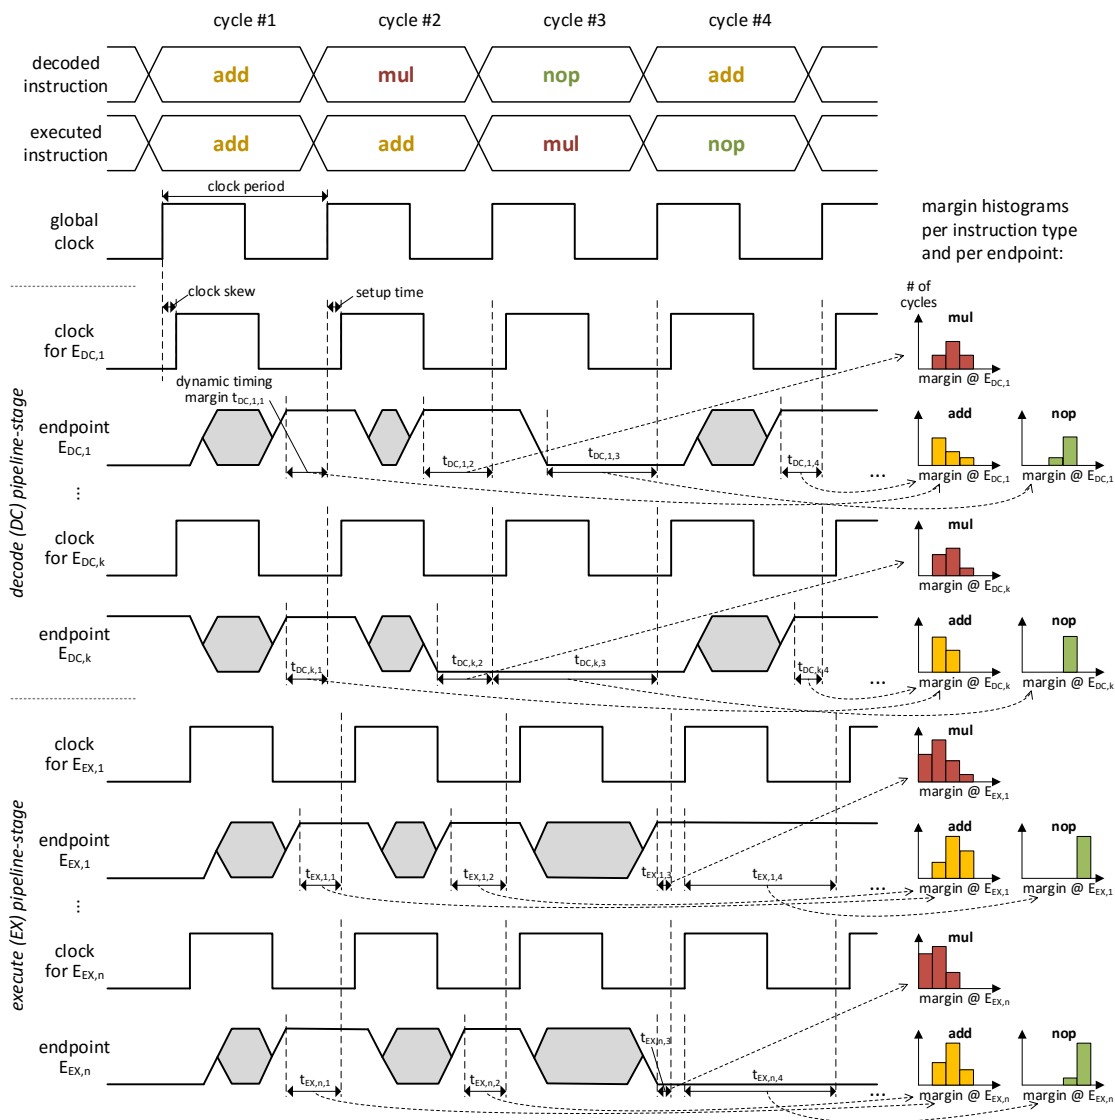 cycle #1 cycle #2 cycle #3 cycle #4
decoded
instruction
add mul nop add
executed
instruction
add add mul nop
clock period
global
clock
margin histograms
per instruction type
and per endpoint:
clock skew
setup time
# of
cycles
clock
for E_DC,1
mul
margin @ E_DC,1
dynamic timing
margin t_DC,1,1
endpoint
E_DC,1
t_DC,1,2
t_DC,1,3
t_DC,1,4
...
add
margin @ E_DC,1
nop
margin @ E_DC,1
...
decode (DC) pipeline-stage
clock
for E_DC,k
mul
margin @ E_DC,k
endpoint
E_DC,k
t_DC,k,1
t_DC,k,2
t_DC,k,3
t_DC,k,4
...
add
margin @ E_DC,k
nop
margin @ E_DC,k
clock
for E_EX,1
mul
margin @ E_EX,1
endpoint
E_EX,1
t_EX,1,1
t_EX,1,2
t_EX,1,3
t_EX,1,4
...
add
margin @ E_EX,1
nop
margin @ E_EX,1
...
execute (EX) pipeline-stage
clock
for E_EX,n
mul
margin @ E_EX,n
endpoint
E_EX,n
t_EX,n,1
t_EX,n,2
t_EX,n,3
t_EX,n,4
...
add
margin @ E_EX,n
nop
margin @ E_EX,n